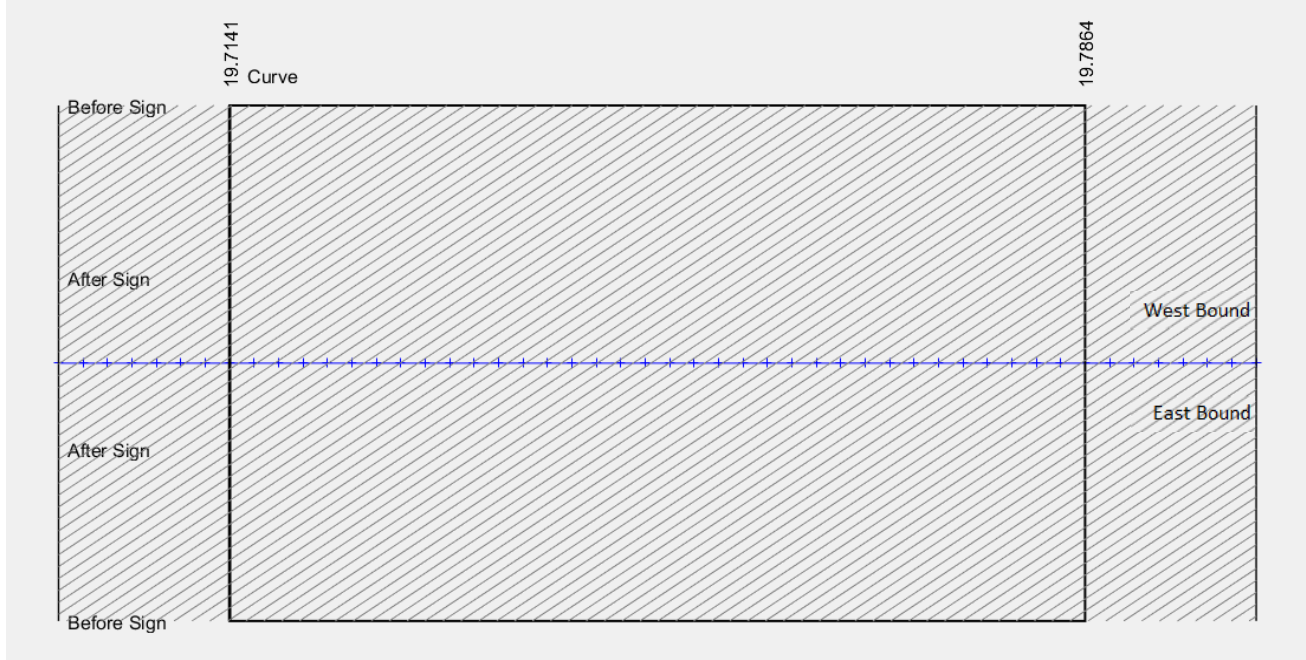 19.7141
Curve
19.7864
Before Sign
After Sign
West Bound
East Bound
After Sign
Before Sign